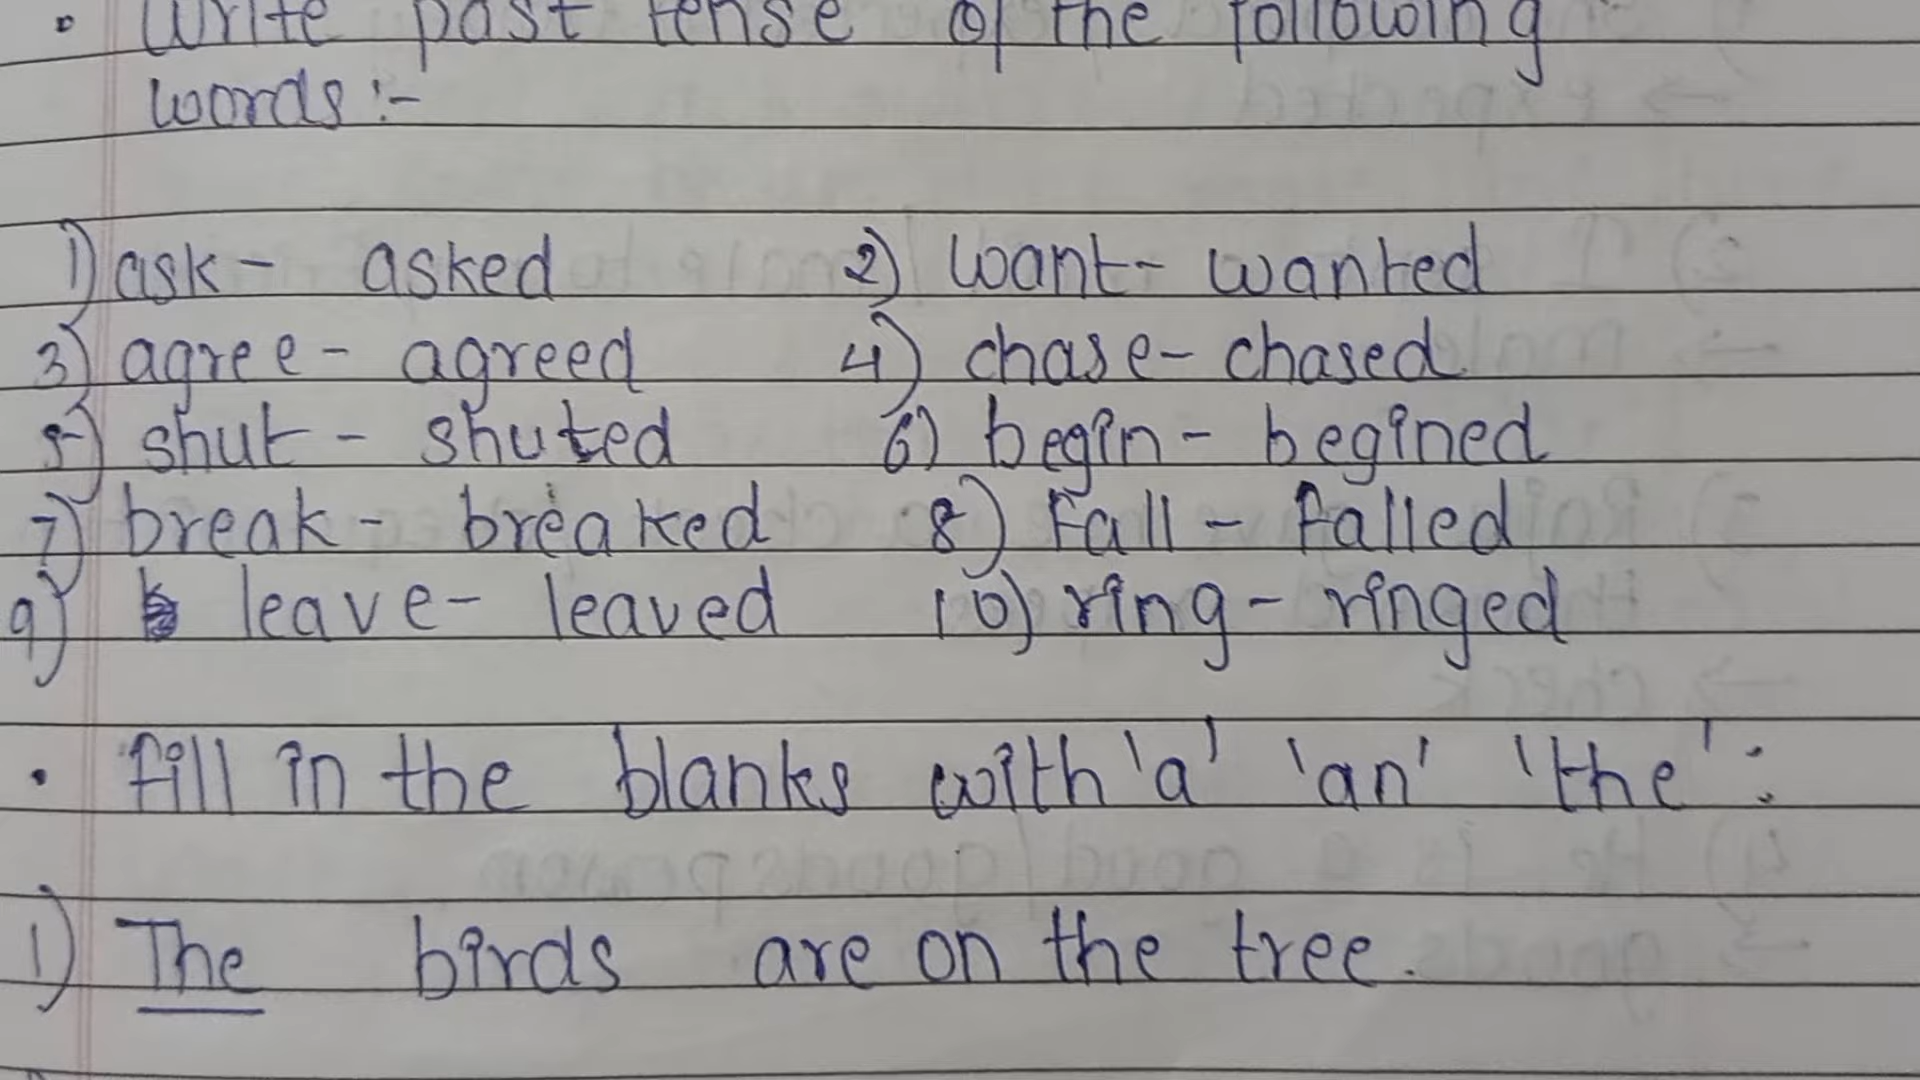 • Write past tense of the following
words :-
1) ask - asked 2) want - wanted
3) agree - agreed 4) chase - chased
5) shut - shuted 6) begin - begined
7) break - breaked 8) Fall - falled
9) leave - leaved 10) ring - ringed
• fill in the blanks with 'a' 'an' 'the' :
1) The birds are on the tree.